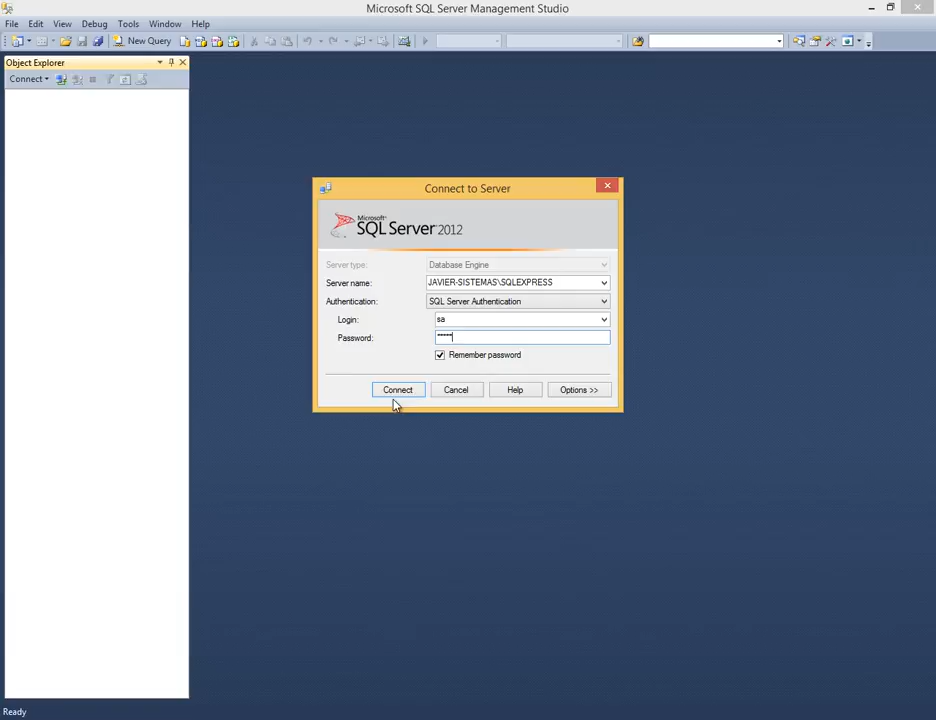 Microsoft SQL Server Management Studio
File Edit View Debug Tools Window Help
New Query
Object Explorer
Connect
Connect to Server
Microsoft
SQL Server 2012
Server type: Database Engine
Server name: JAVIER-SISTEMAS\SQLEXPRESS
Authentication: SQL Server Authentication
Login: sa
Password: *****
Remember password
Connect Cancel Help Options >>
Ready